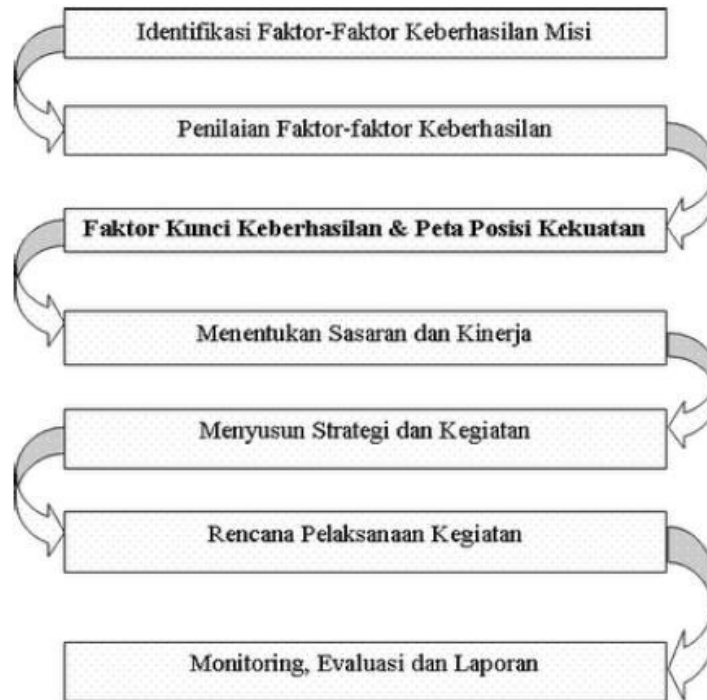 Identifikasi Faktor-Faktor Keberhasilan Misi
Penilaian Faktor-faktor Keberhasilan
Faktor Kunci Keberhasilan & Peta Posisi Kekuatan
Menentukan Sasaran dan Kinerja
Menyusun Strategi dan Kegiatan
Rencana Pelaksanaan Kegiatan
Monitoring, Evaluasi dan Laporan